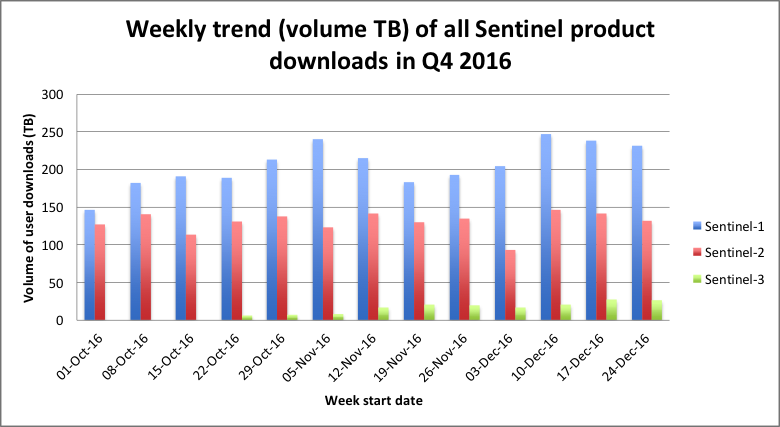 Weekly trend (volume TB) of all Sentinel product
downloads in Q4 2016
Volume of user downloads (TB)
300
250
200
150
100
50
0
01-Oct-16
08-Oct-16
15-Oct-16
22-Oct-16
29-Oct-16
05-Nov-16
12-Nov-16
19-Nov-16
26-Nov-16
03-Dec-16
10-Dec-16
17-Dec-16
24-Dec-16
Week start date
Sentinel-1
Sentinel-2
Sentinel-3